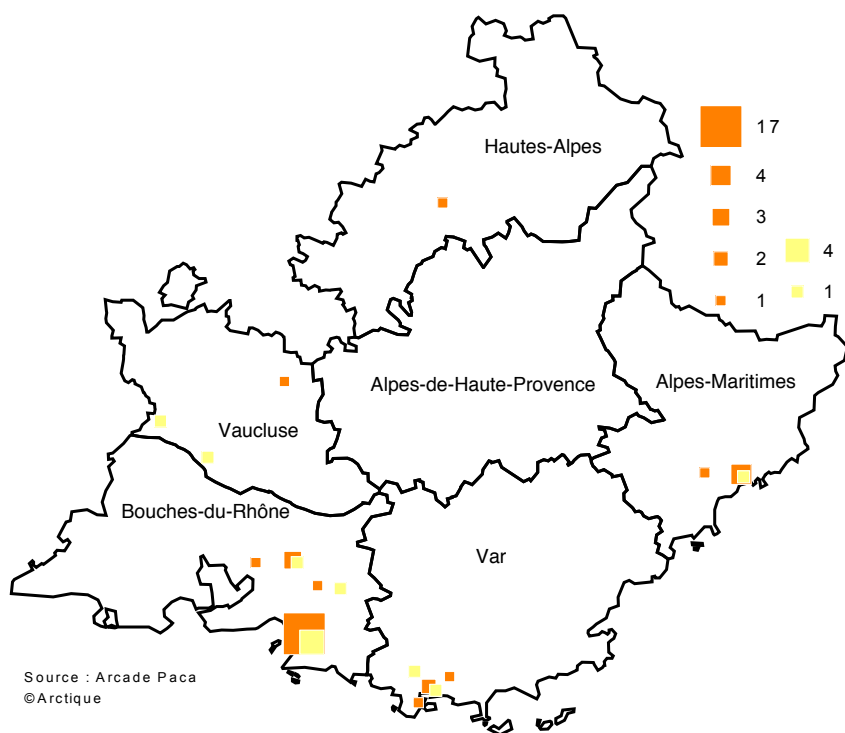 Hautes-Alpes
17
4
3
2
4
1
1
Alpes-de-Haute-Provence
Alpes-Maritimes
Vaucluse
Bouches-du-Rhône
Var
Source : Arcade Paca
©Arctique